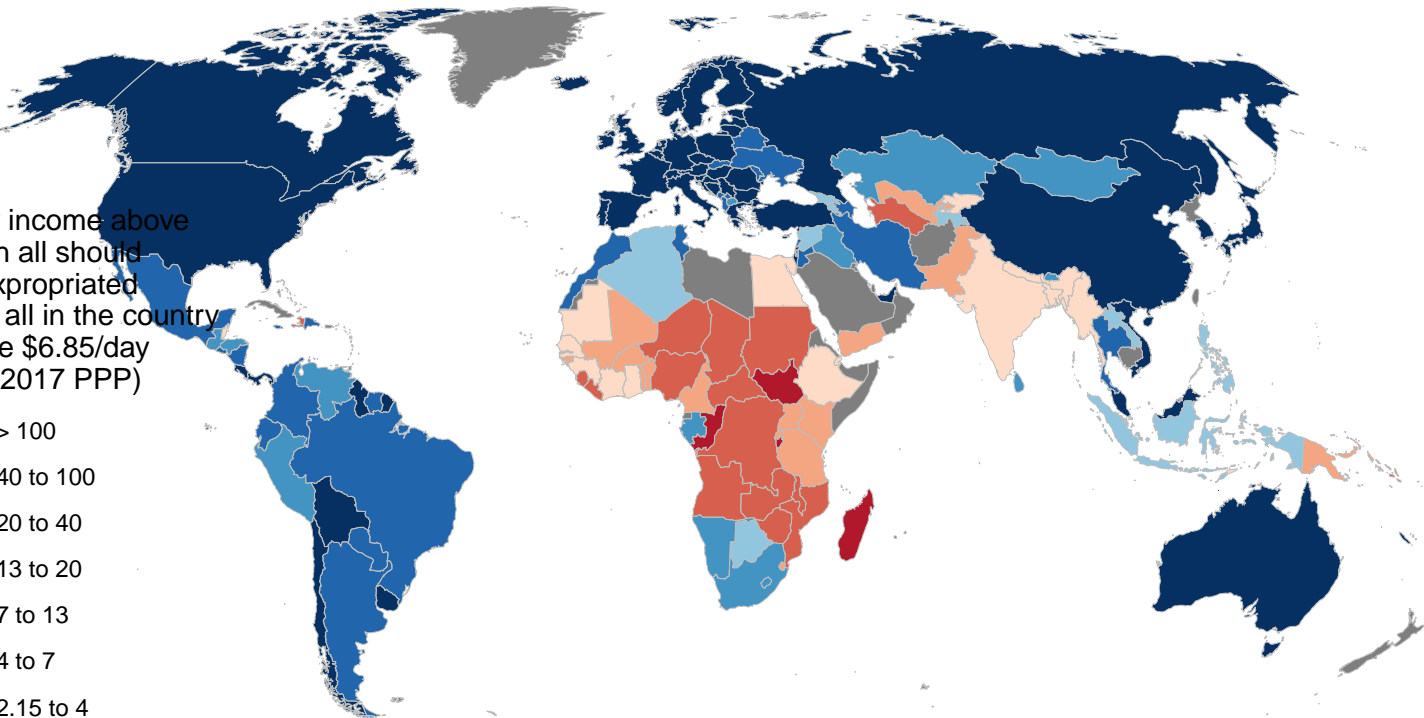 income above
all should
all in the country
$6.85/day
2017 PPP)
> 100
40 to 100
20 to 40
13 to 20
7 to 13
4 to 7
2.15 to 4